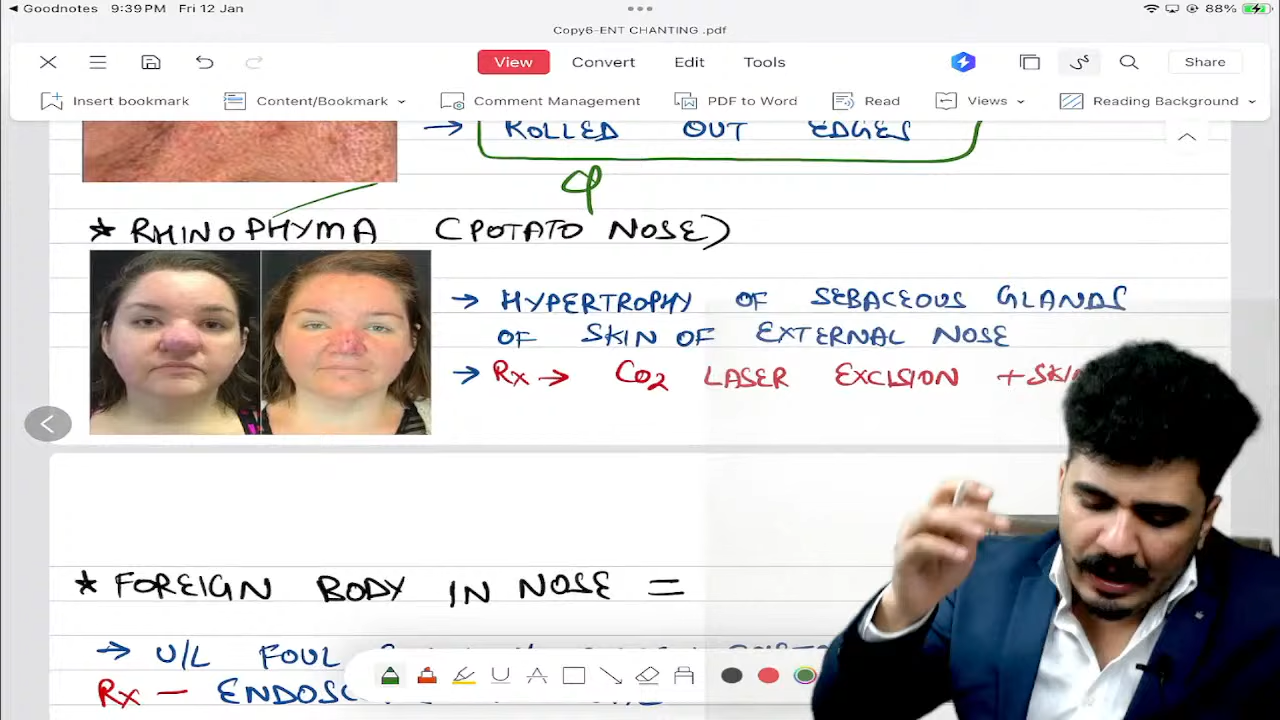 Goodnotes 9:39 PM Fri 12 Jan 88%
Copy6-ENT CHANTING .pdf
View Convert Edit Tools Share
Insert bookmark Content/Bookmark Comment Management PDF to Word Read Views Reading Background
→ ROLLED OUT EDGES
* RHINOPHYMA (POTATO NOSE)
→ HYPERTROPHY OF SEBACEOUS GLANDS
OF SKIN OF EXTERNAL NOSE
→ Rx → CO2 LASER EXCISION +
* FOREIGN BODY IN NOSE =
→ U/L FOUL
Rx —